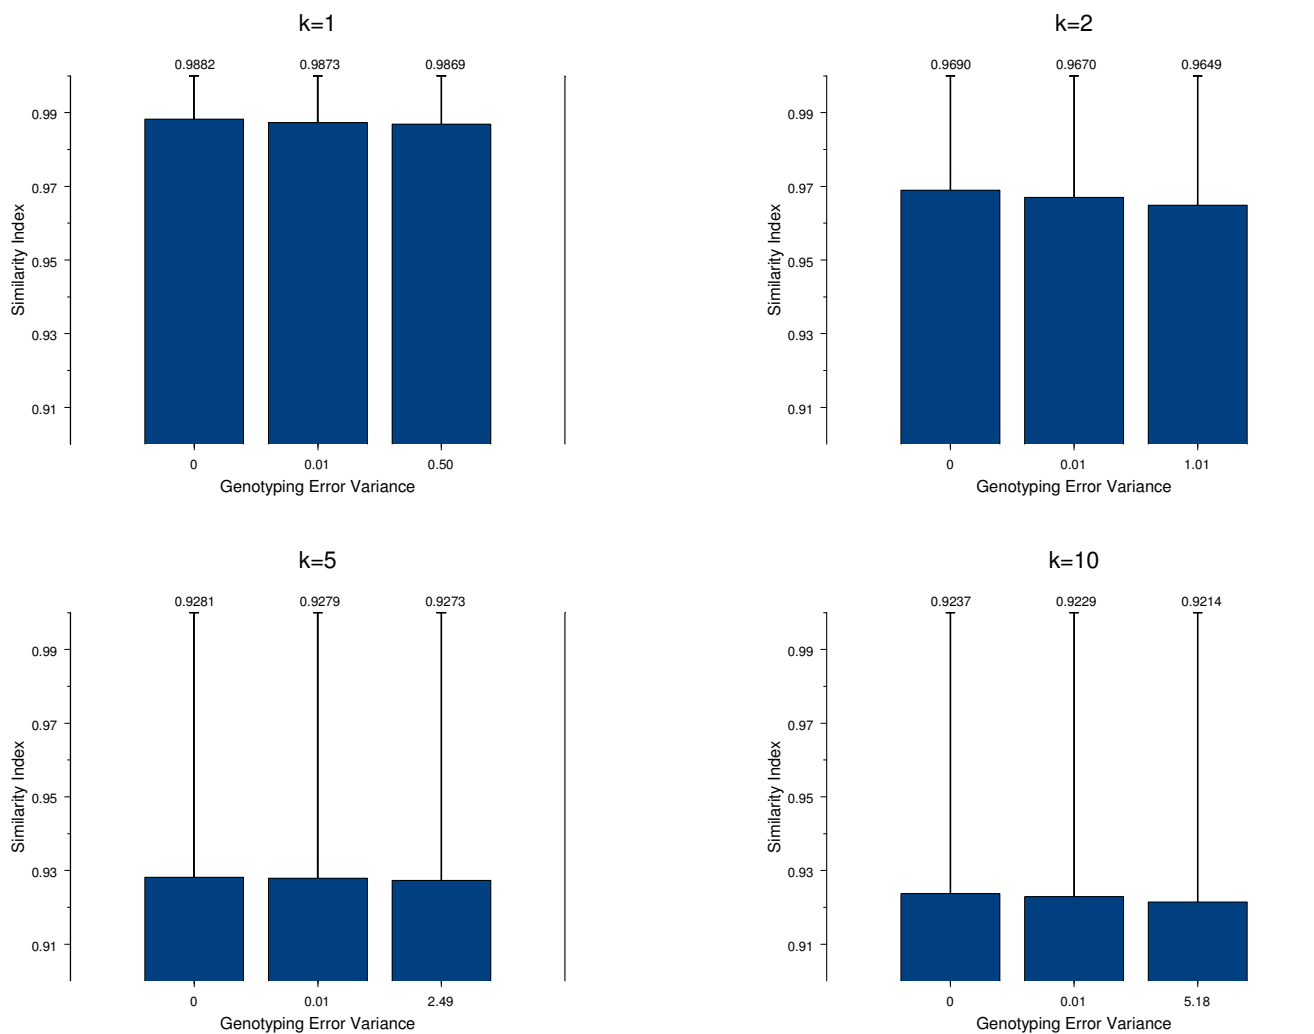 k=1
0.9882 0.9873 0.9869
0.99
0.97
0.95
0.93
0.91
Similarity Index
0 0.01 0.50
Genotyping Error Variance
k=2
0.9690 0.9670 0.9649
0.99
0.97
0.95
0.93
0.91
Similarity Index
0 0.01 1.01
Genotyping Error Variance
k=5
0.9281 0.9279 0.9273
0.99
0.97
0.95
0.93
0.91
Similarity Index
0 0.01 2.49
Genotyping Error Variance
k=10
0.9237 0.9229 0.9214
0.99
0.97
0.95
0.93
0.91
Similarity Index
0 0.01 5.18
Genotyping Error Variance